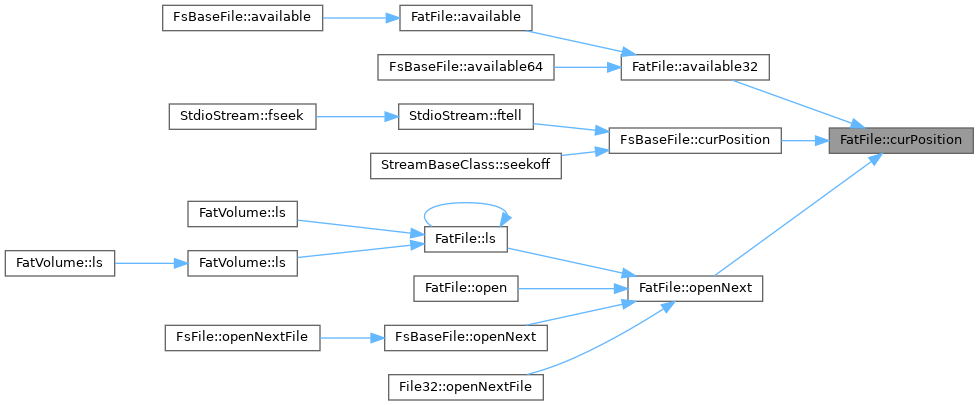 FsBaseFile::available
FatFile::available
FsBaseFile::available64
FatFile::available32
StdioStream::fseek
StdioStream::ftell
FsBaseFile::curPosition
FatFile::curPosition
StreamBaseClass::seekoff
FatVolume::ls
FatFile::ls
FatVolume::ls
FatVolume::ls
FatFile::open
FatFile::openNext
FsFile::openNextFile
FsBaseFile::openNext
File32::openNextFile